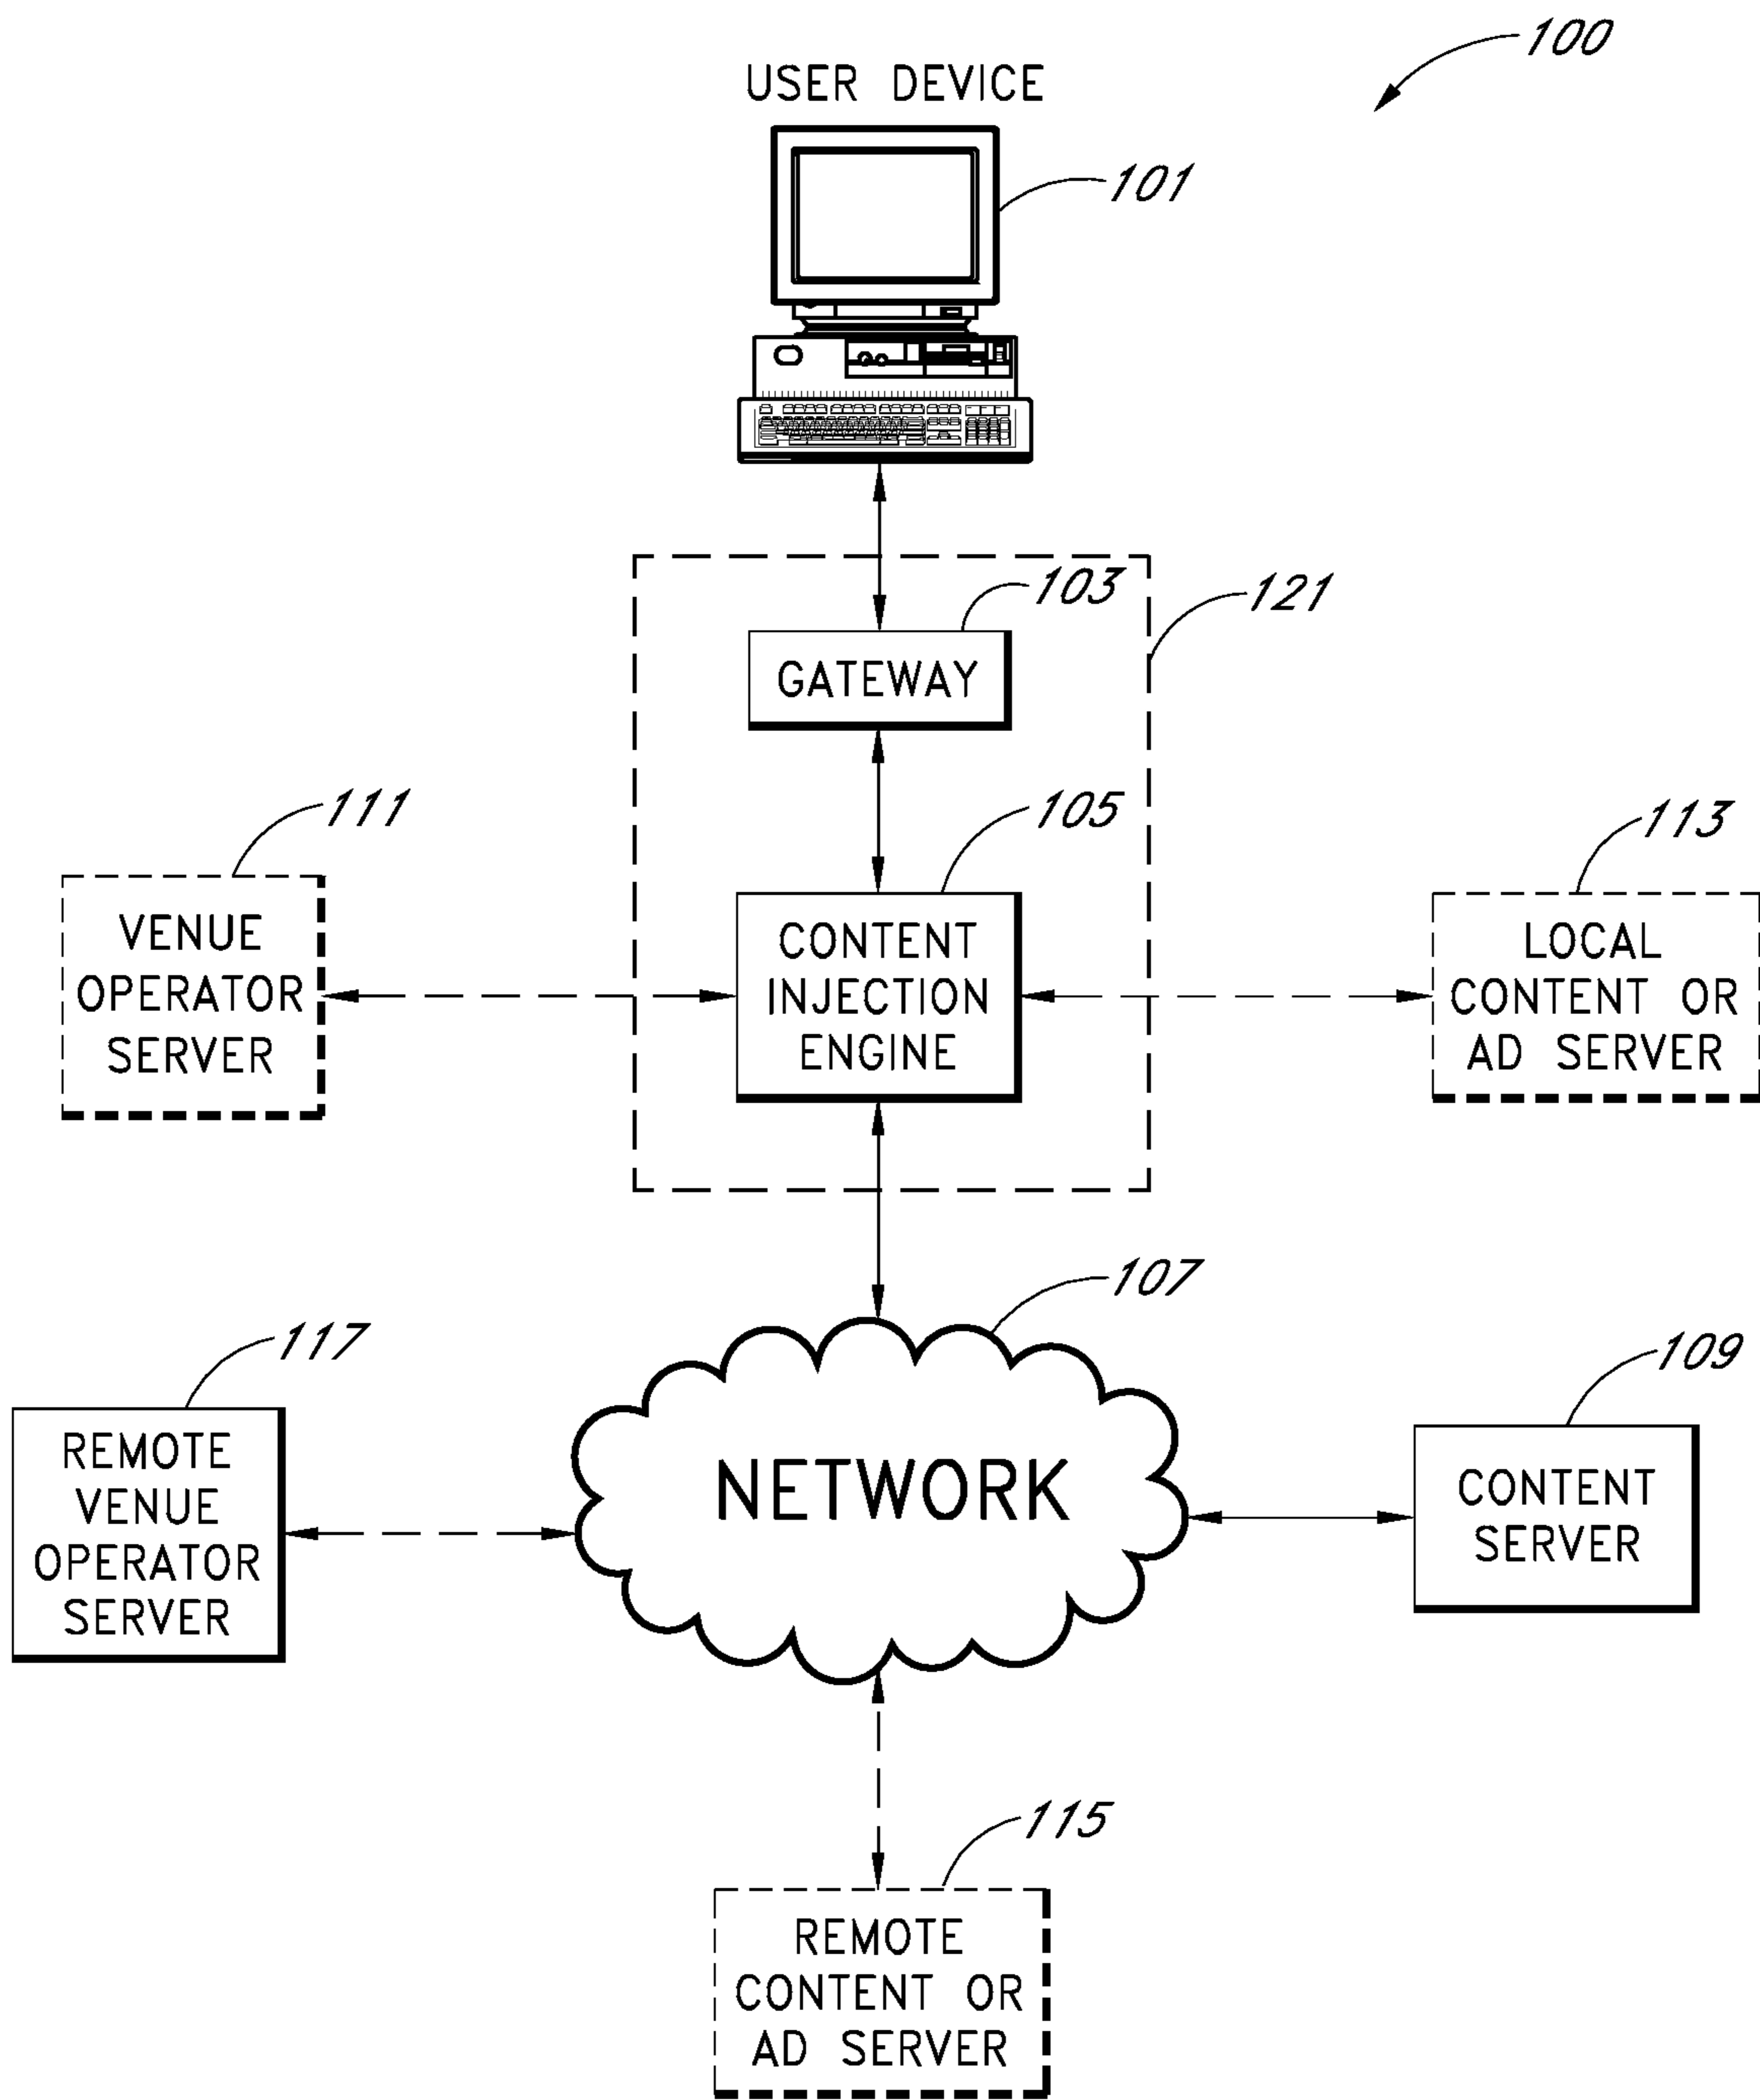 100
USER DEVICE
101
103
121
GATEWAY
111
105
113
VENUE
OPERATOR
SERVER
CONTENT
INJECTION
ENGINE
LOCAL
CONTENT OR
AD SERVER
107
117
109
REMOTE
VENUE
OPERATOR
SERVER
NETWORK
CONTENT
SERVER
115
REMOTE
CONTENT OR
AD SERVER